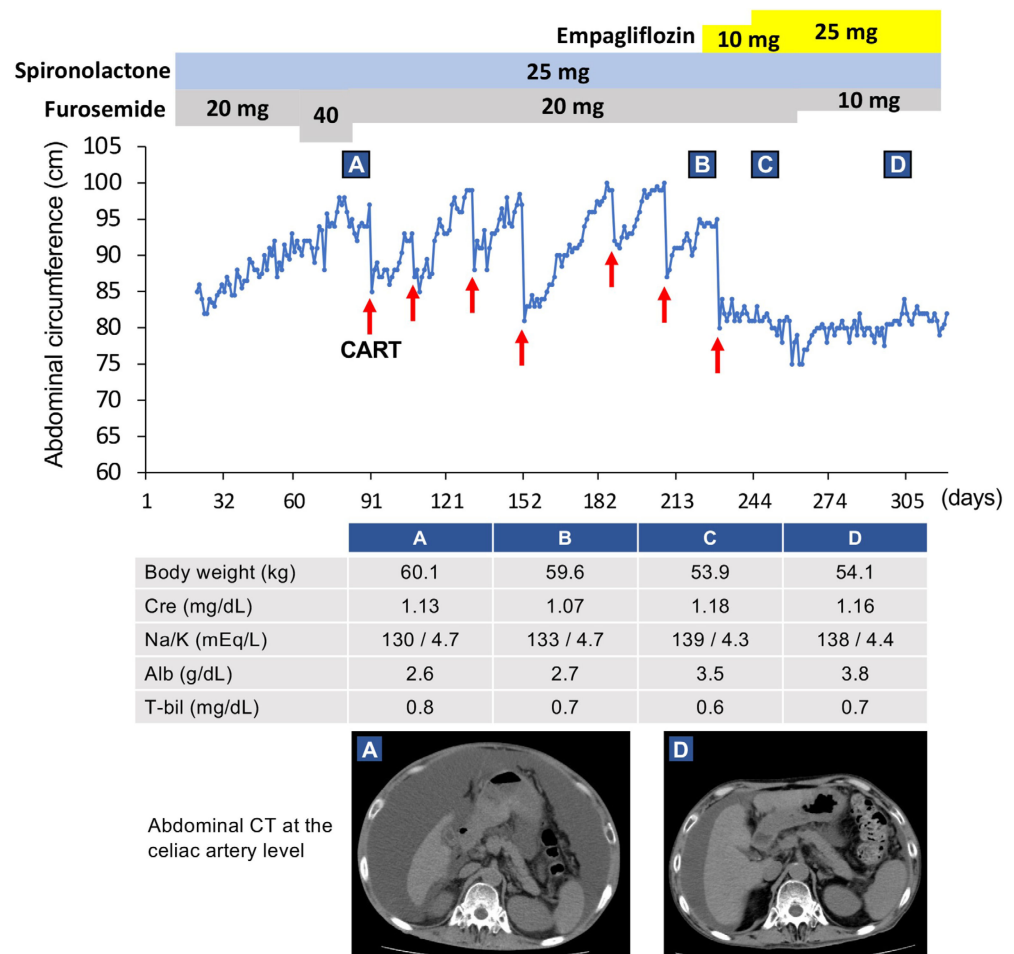 Empagliflozin 10 mg 25 mg
Spironolactone 25 mg
Furosemide 20 mg 40 20 mg 10 mg
Abdominal circumference (cm)
105
100
95
90
85
80
75
70
65
60
A B C D
CART
1 32 60 91 121 152 182 213 244 274 305 (days)
A B C D
Body weight (kg) 60.1 59.6 53.9 54.1
Cre (mg/dL) 1.13 1.07 1.18 1.16
Na/K (mEq/L) 130 / 4.7 133 / 4.7 139 / 4.3 138 / 4.4
Alb (g/dL) 2.6 2.7 3.5 3.8
T-bil (mg/dL) 0.8 0.7 0.6 0.7
A D
Abdominal CT at the
celiac artery level